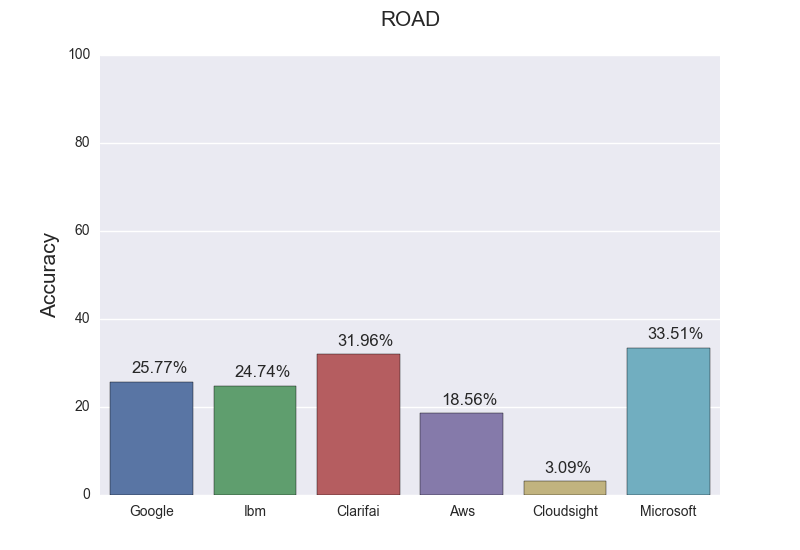 ROAD
Accuracy
100
80
60
40
20
0
25.77%
24.74%
31.96%
18.56%
3.09%
33.51%
Google
Ibm
Clarifai
Aws
Cloudsight
Microsoft